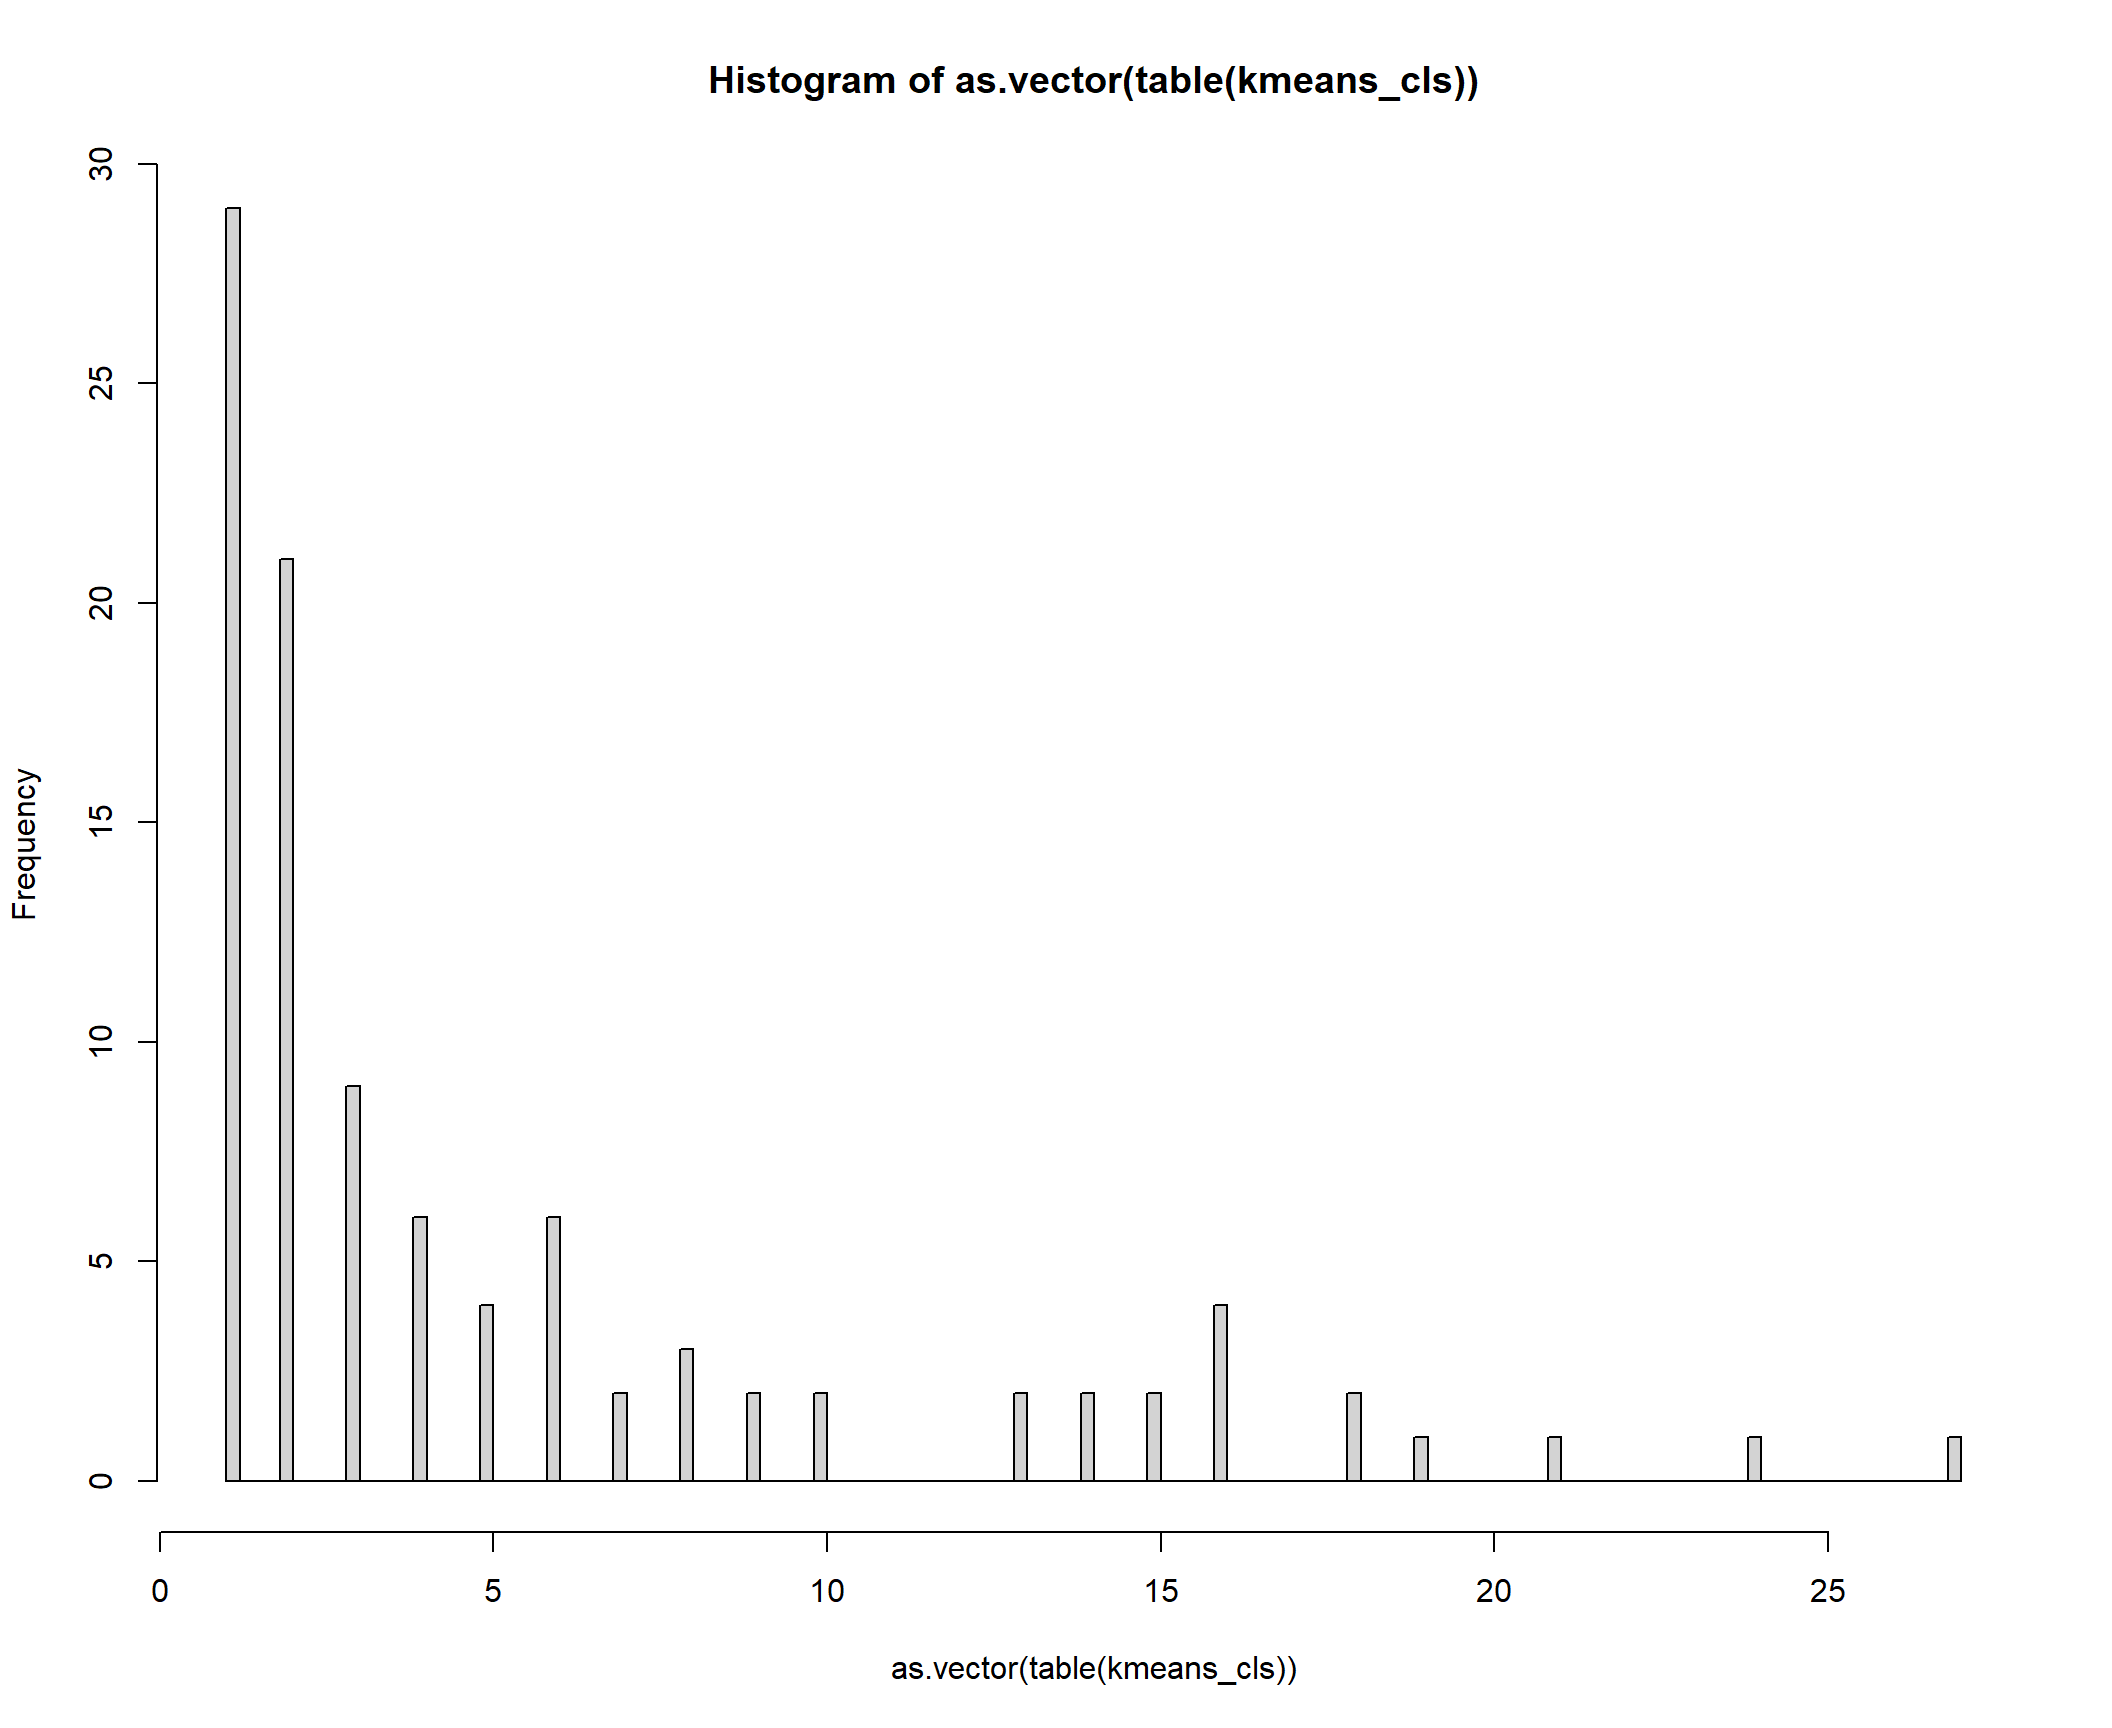 Histogram of as.vector(table(kmeans_cls))
Frequency
30
25
20
15
10
5
0
0 5 10 15 20 25
as.vector(table(kmeans_cls))